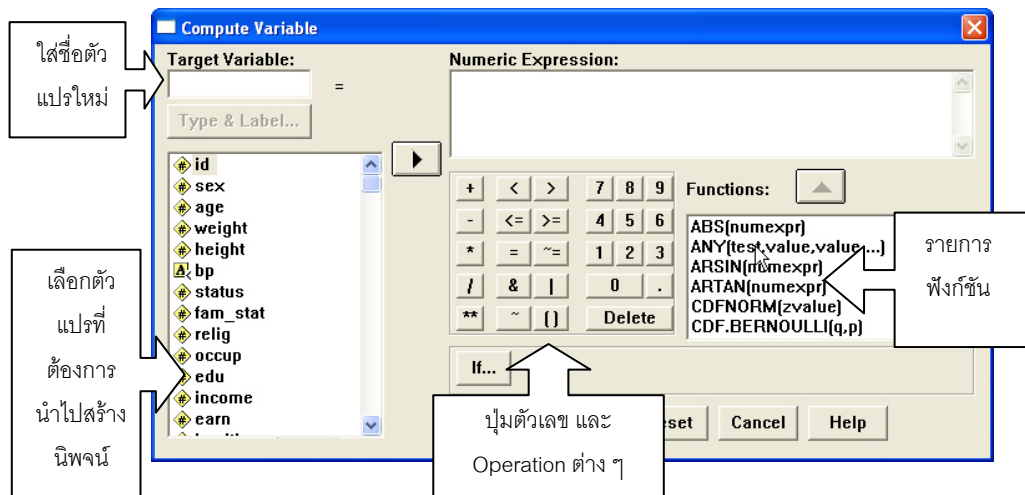 Compute Variable
ใส่ชื่อตัว
แปรใหม่
Target Variable:
=
Type & Label...
Numeric Expression:
id
sex
age
weight
height
bp
status
fam_stat
relig
occup
edu
income
earn
เลือกตัว
แปรที่
ต้องการ
นำไปสร้าง
นิพจน์
+ < > 7 8 9
- <= >= 4 5 6
* = ~= 1 2 3
/ & | 0 .
** ~ () Delete
Functions:
ABS(numexpr)
ANY(test,value,value,...)
ARSIN(numexpr)
ARTAN(numexpr)
CDFNORM(zvalue)
CDF.BERNOULLI(q,p)
รายการ
ฟังก์ชัน
If...
ปุ่มตัวเลข และ
Operation ต่าง ๆ
Cancel
Help